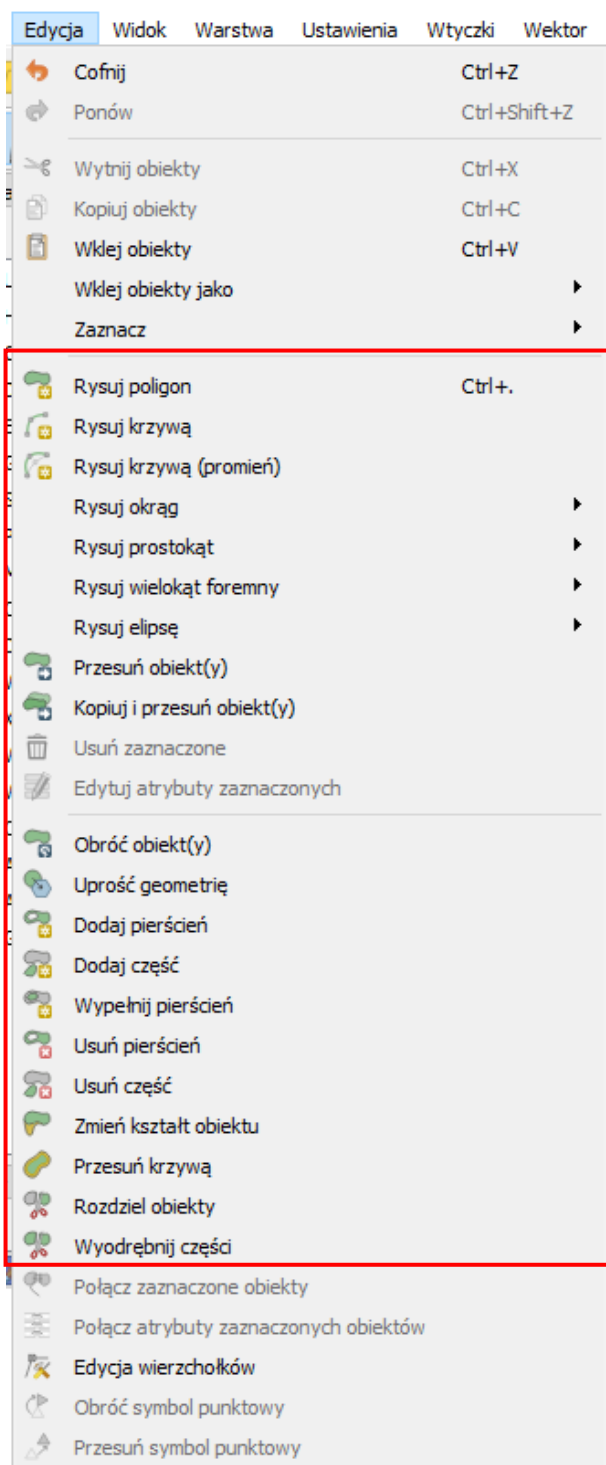 Edycja Widok Warstwa Ustawienia Wtyczki Wektor
Cofnij Ctrl+Z
Ponów Ctrl+Shift+Z
Wytnij obiekty Ctrl+X
Kopiuj obiekty Ctrl+C
Wklej obiekty Ctrl+V
Wklej obiekty jako
Zaznacz
Rysuj poligon Ctrl+.
Rysuj krzywą
Rysuj krzywą (promień)
Rysuj okrąg
Rysuj prostokąt
Rysuj wielokąt foremny
Rysuj elipsę
Przesuń obiekt(y)
Kopiuj i przesuń obiekt(y)
Usuń zaznaczone
Edytuj atrybuty zaznaczonych
Obróć obiekt(y)
Uprość geometrię
Dodaj pierścień
Dodaj część
Wypełnij pierścień
Usuń pierścień
Usuń część
Zmień kształt obiektu
Przesuń krzywą
Rozdziel obiekty
Wyodrębnij części
Połącz zaznaczone obiekty
Połącz atrybuty zaznaczonych obiektów
Edycja wierzchołków
Obróć symbol punktowy
Przesuń symbol punktowy